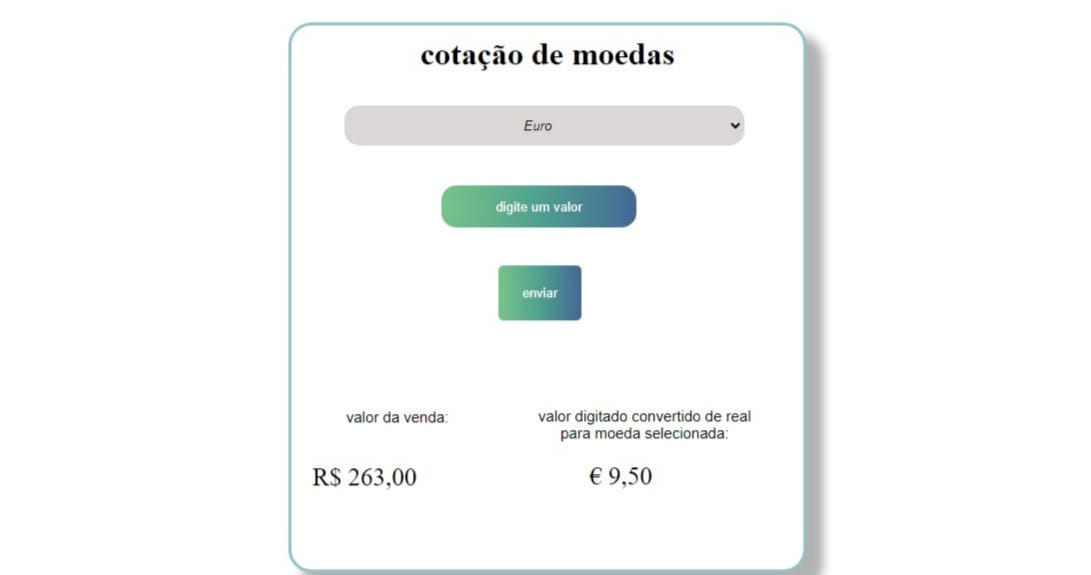 cotação de moedas
Euro
digite um valor
enviar
valor da venda:
valor digitado convertido de real
para moeda selecionada:
R$ 263,00
€ 9,50